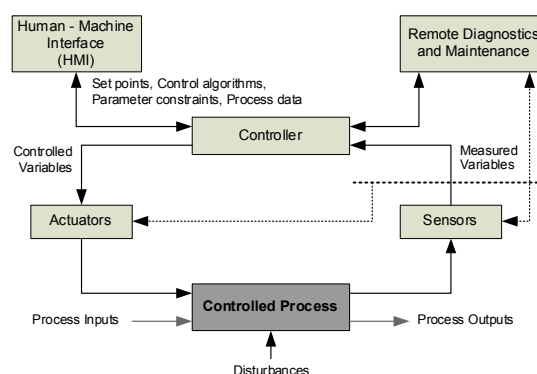 Human - Machine
Interface
(HMI)
Remote Diagnostics
and Maintenance
Set points, Control algorithms,
Parameter constraints, Process data
Controller
Controlled
Variables
Measured
Variables
Actuators
Sensors
Controlled Process
Process Inputs
Process Outputs
Disturbances